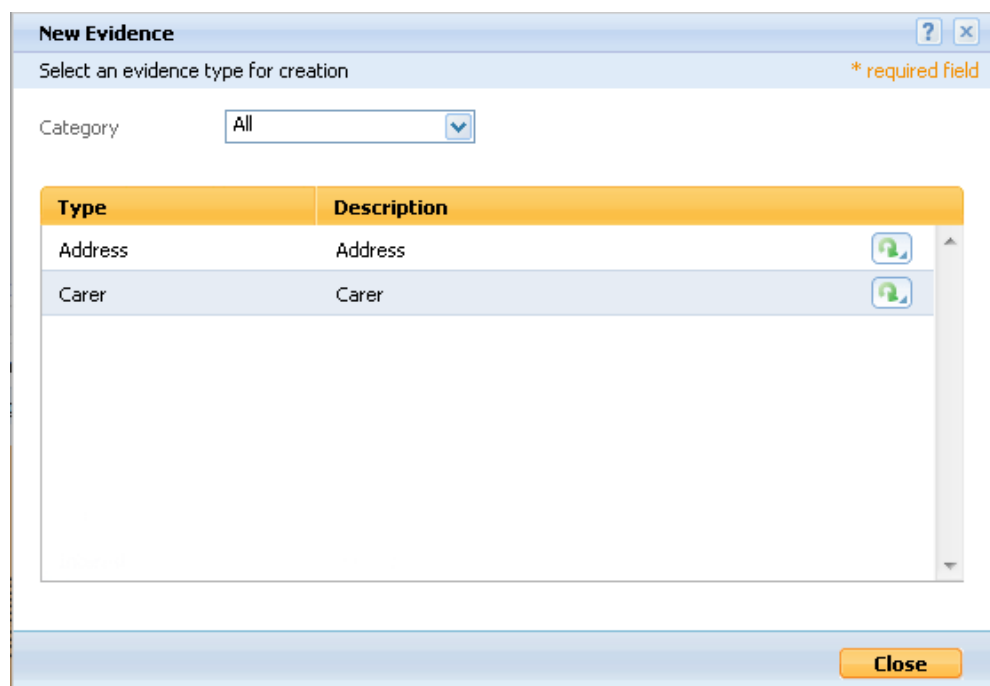 New Evidence ?
Select an evidence type for creation * required field
Category All
Type Description
Address Address
Carer Carer
Close